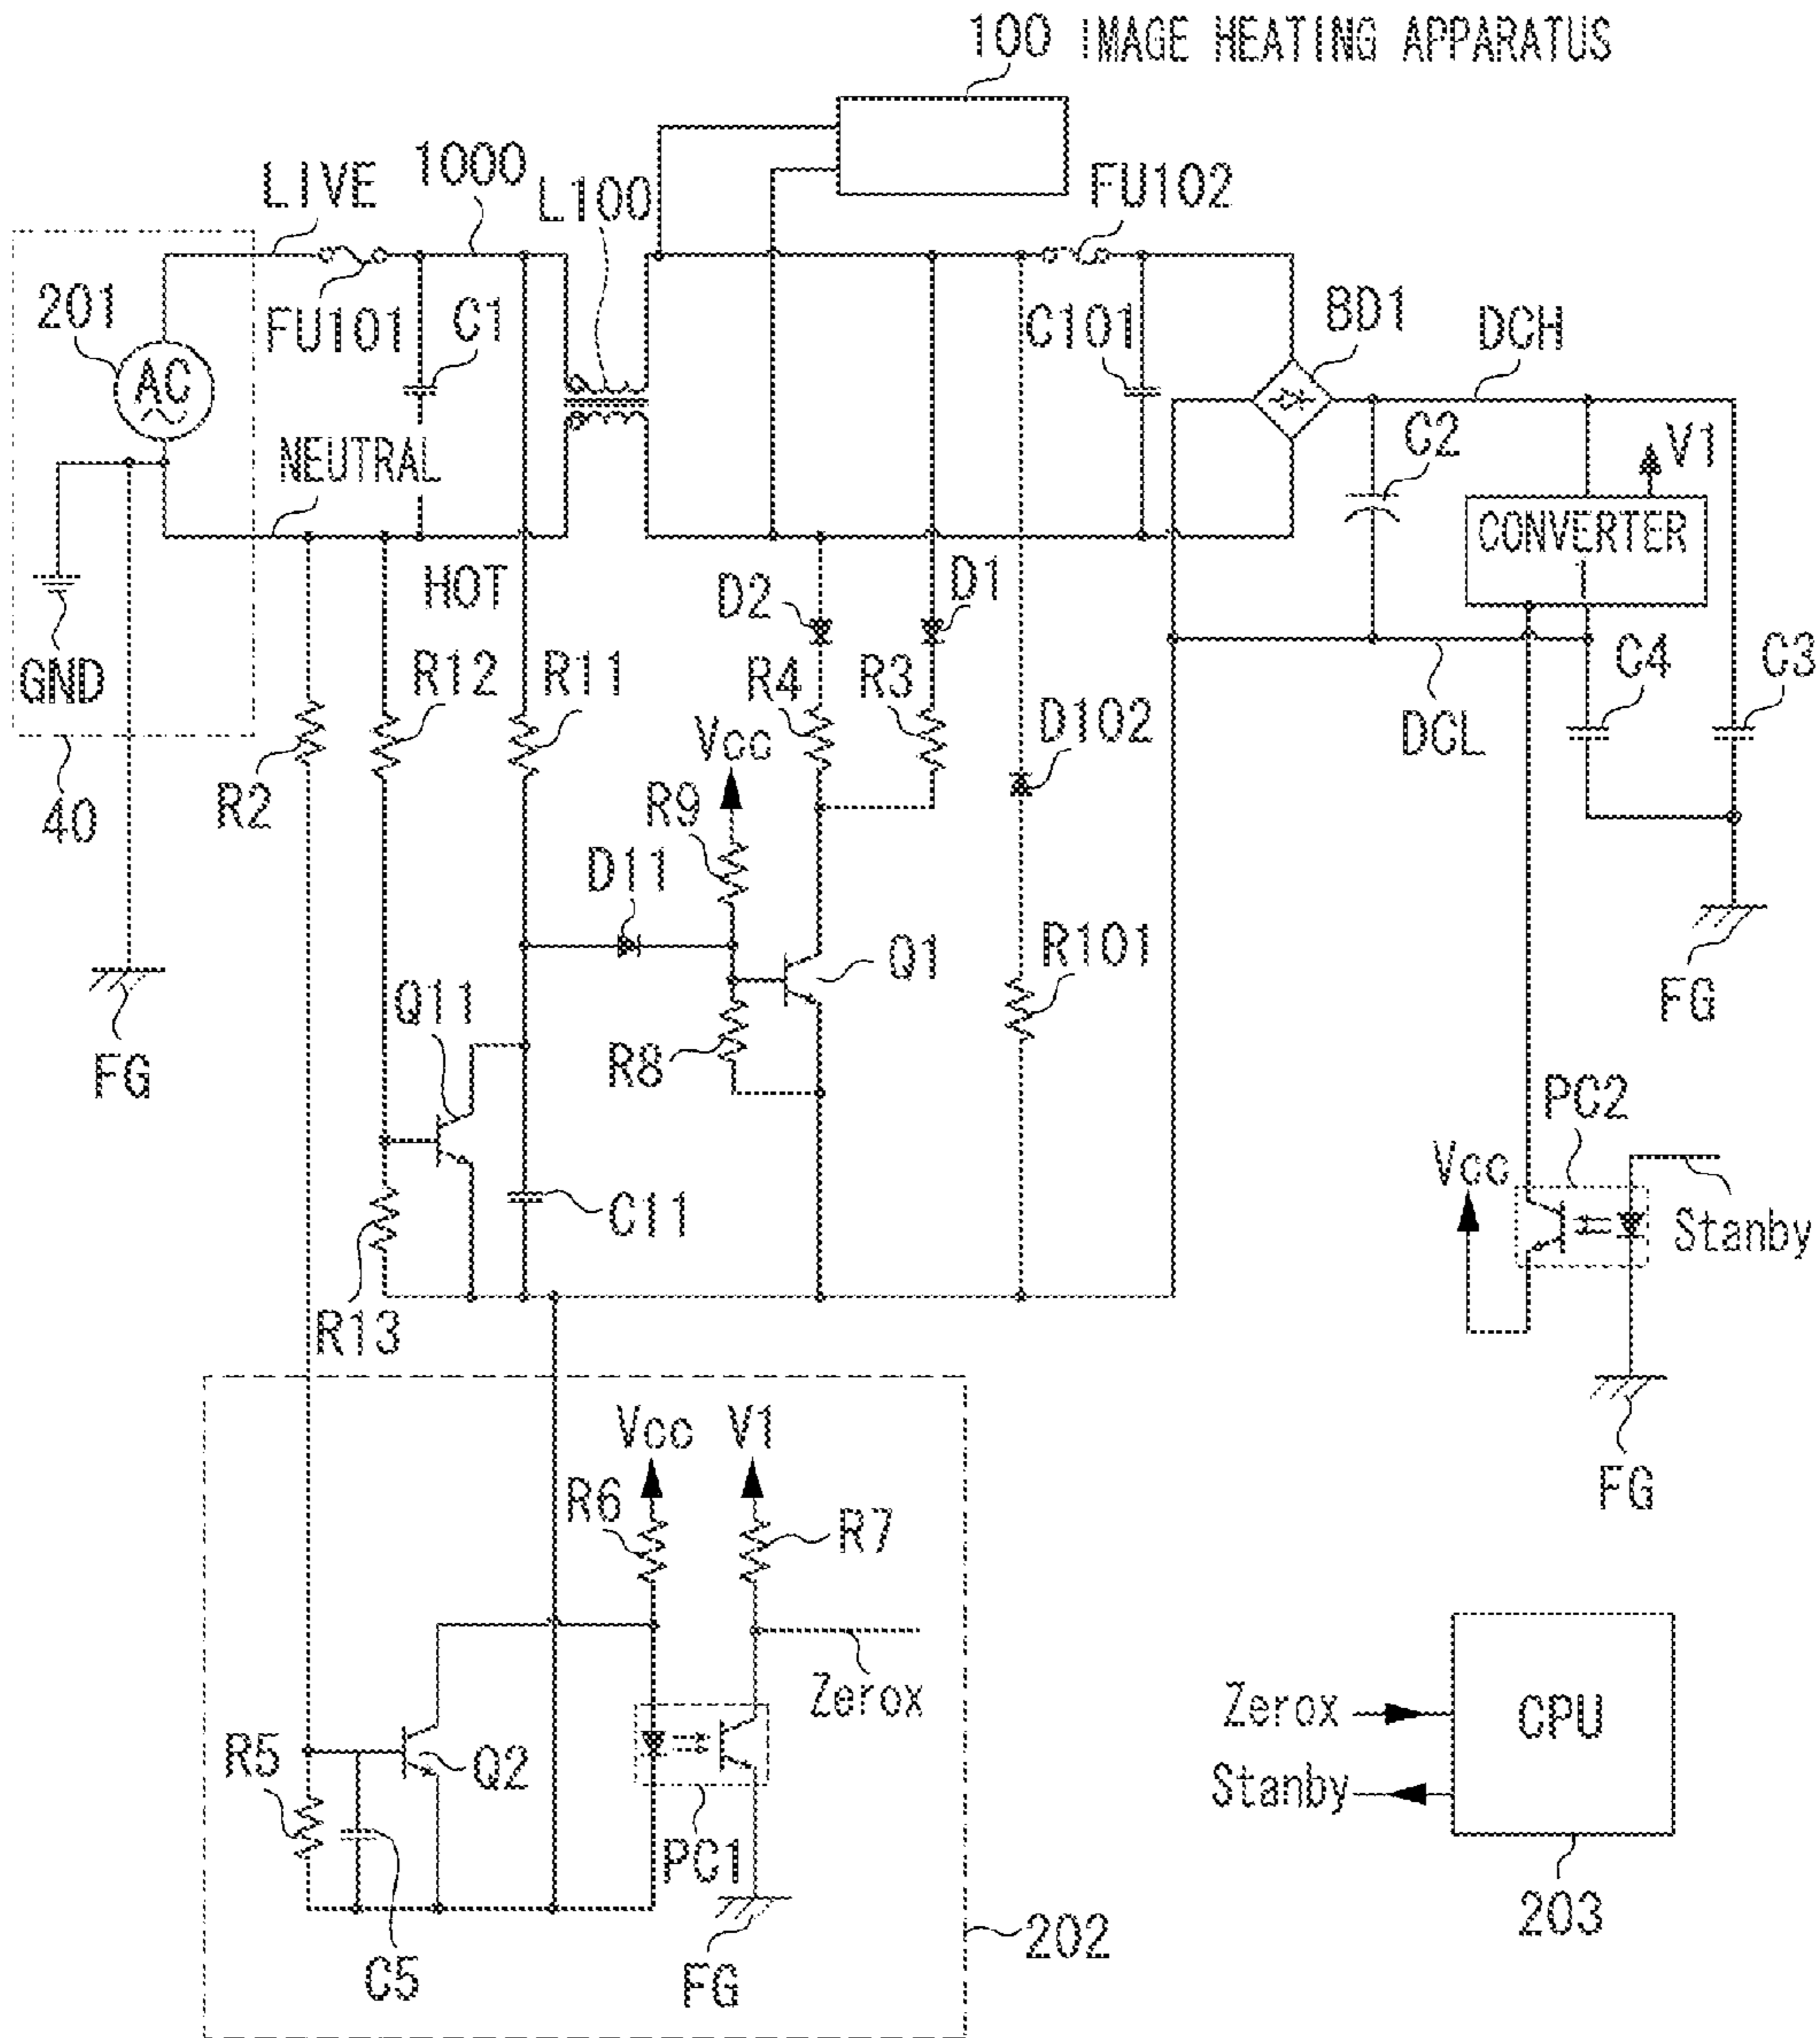 100 IMAGE HEATING APPARATUS
LIVE
1000
L100
FU102
201
AC
FU101
C1
C101
BD1
DCH
NEUTRAL
C2
V1
CONVERTER
HOT
D2
D1
GND
R12
R11
R4
R3
D102
DCL
C4
C3
40
R2
Vcc
R9
D11
Q1
R101
FG
FG
Q11
R8
PC2
Vcc
Stanby
C11
R13
FG
Vcc
V1
R6
R7
Zerox
R5
Q2
PC1
C5
FG
202
Zerox
Stanby
CPU
203